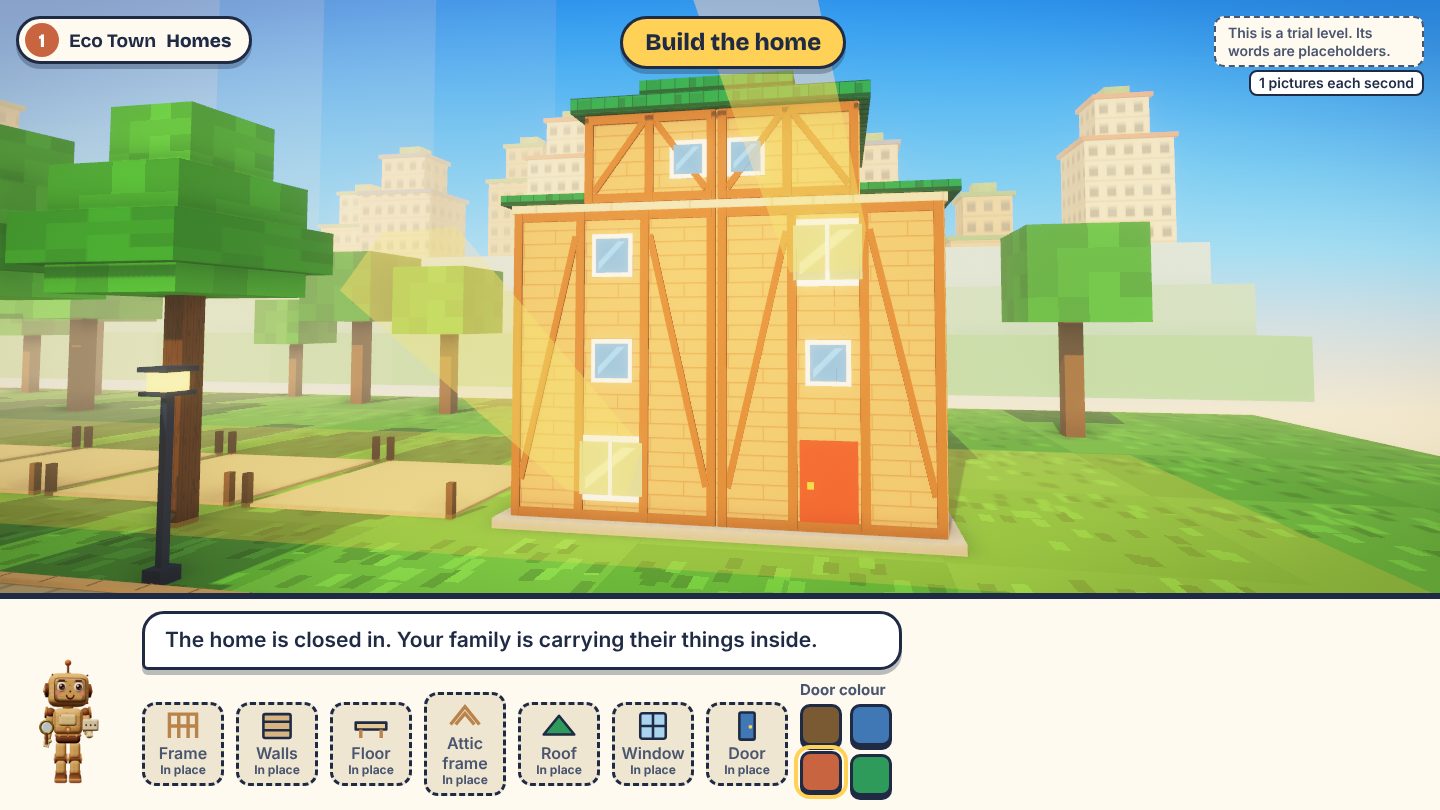 1 Eco Town Homes
Build the home
This is a trial level. Its
words are placeholders.
1 pictures each second
The home is closed in. Your family is carrying their things inside.
Door colour
Frame
In place
Walls
In place
Floor
In place
Attic
frame
In place
Roof
In place
Window
In place
Door
In place